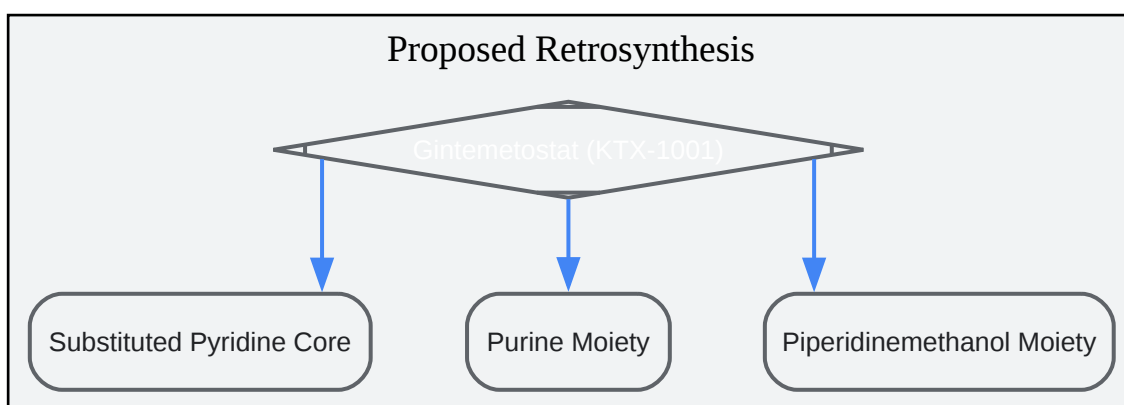 Proposed Retrosynthesis
Gintemetostat (KTX-1001)
Substituted Pyridine Core
Purine Moiety
Piperidinemethanol Moiety